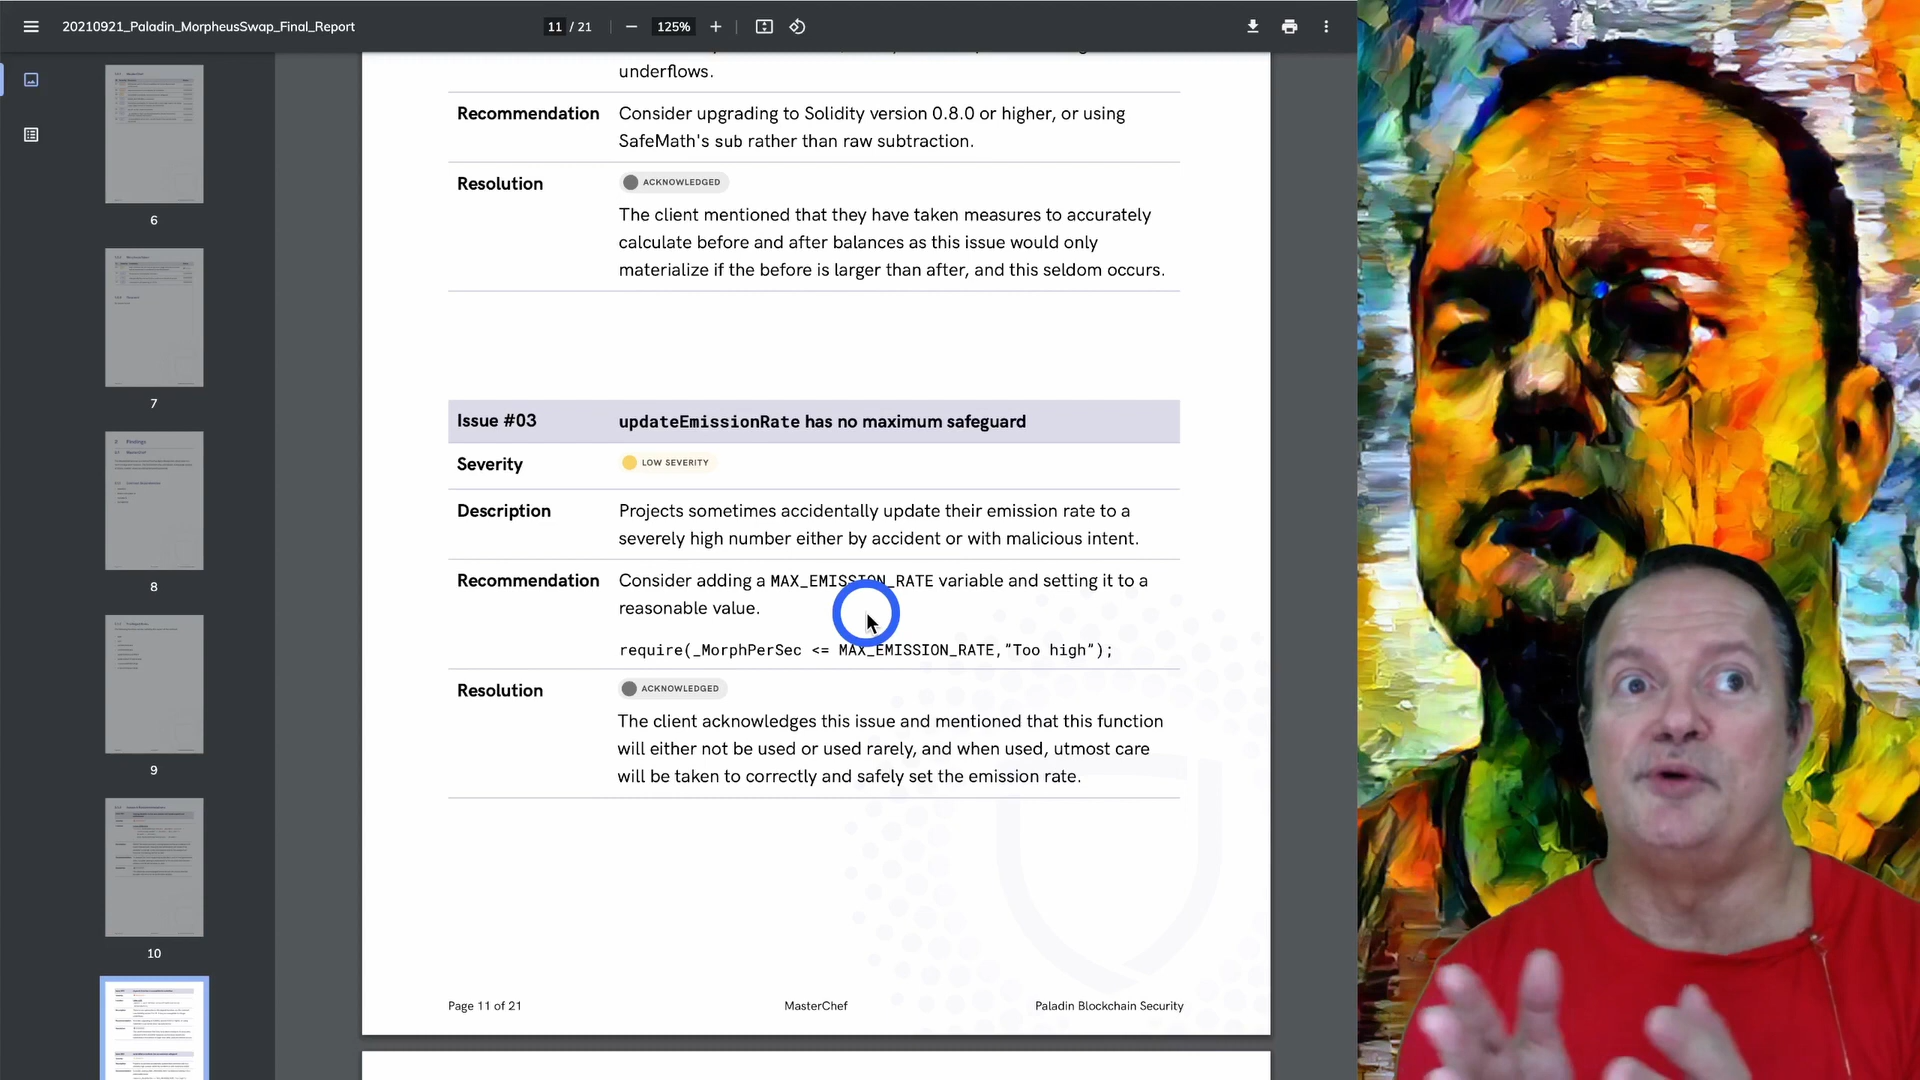 20210921_Paladin_MorpheusSwap_Final_Report
11 / 21
125%
underflows.
Recommendation Consider upgrading to Solidity version 0.8.0 or higher, or using
SafeMath's sub rather than raw subtraction.
Resolution ACKNOWLEDGED
The client mentioned that they have taken measures to accurately
calculate before and after balances as this issue would only
materialize if the before is larger than after, and this seldom occurs.
Issue #03 updateEmissionRate has no maximum safeguard
Severity LOW SEVERITY
Description Projects sometimes accidentally update their emission rate to a
severely high number either by accident or with malicious intent.
Recommendation Consider adding a MAX_EMISSION_RATE variable and setting it to a
reasonable value.
require(_MorphPerSec <= MAX_EMISSION_RATE,"Too high");
Resolution ACKNOWLEDGED
The client acknowledges this issue and mentioned that this function
will either not be used or used rarely, and when used, utmost care
will be taken to correctly and safely set the emission rate.
Page 11 of 21 MasterChef Paladin Blockchain Security
6
7
8
9
10